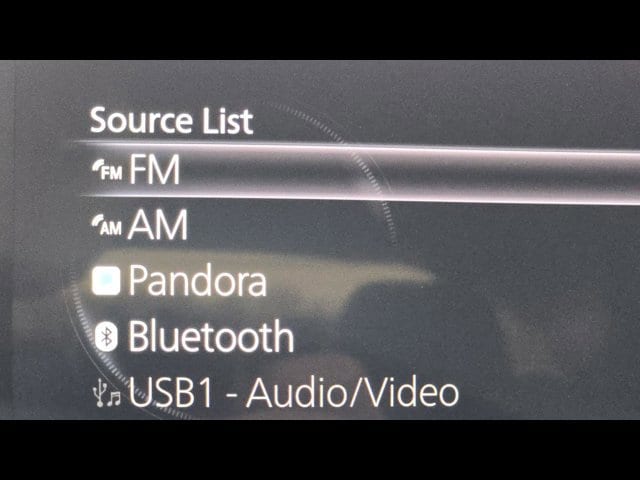 Source List
FM FM
AM AM
Pandora
Bluetooth
USB1 - Audio/Video